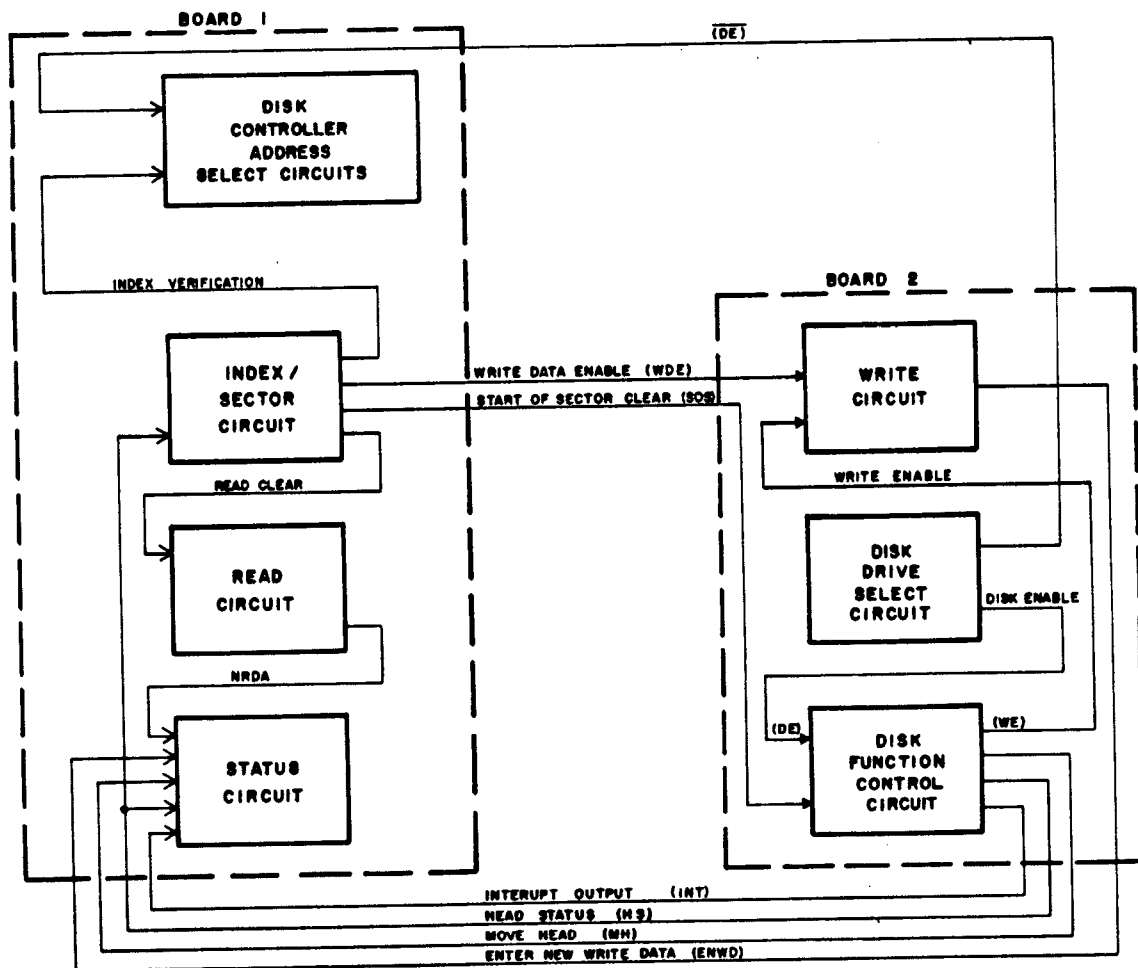 BOARD 1
(DE)
DISK
CONTROLLER
ADDRESS
SELECT CIRCUITS
INDEX VERIFICATION
BOARD 2
INDEX /
SECTOR
CIRCUIT
WRITE DATA ENABLE (WDE)
START OF SECTOR CLEAR (SOS)
WRITE
CIRCUIT
READ CLEAR
WRITE ENABLE
READ
CIRCUIT
DISK
DRIVE
SELECT
CIRCUIT
DISK ENABLE
NRDA
STATUS
CIRCUIT
(DE)
(WE)
DISK
FUNCTION
CONTROL
CIRCUIT
INTERUPT OUTPUT (INT)
HEAD STATUS (HS)
MOVE HEAD (MH)
ENTER NEW WRITE DATA (ENWD)